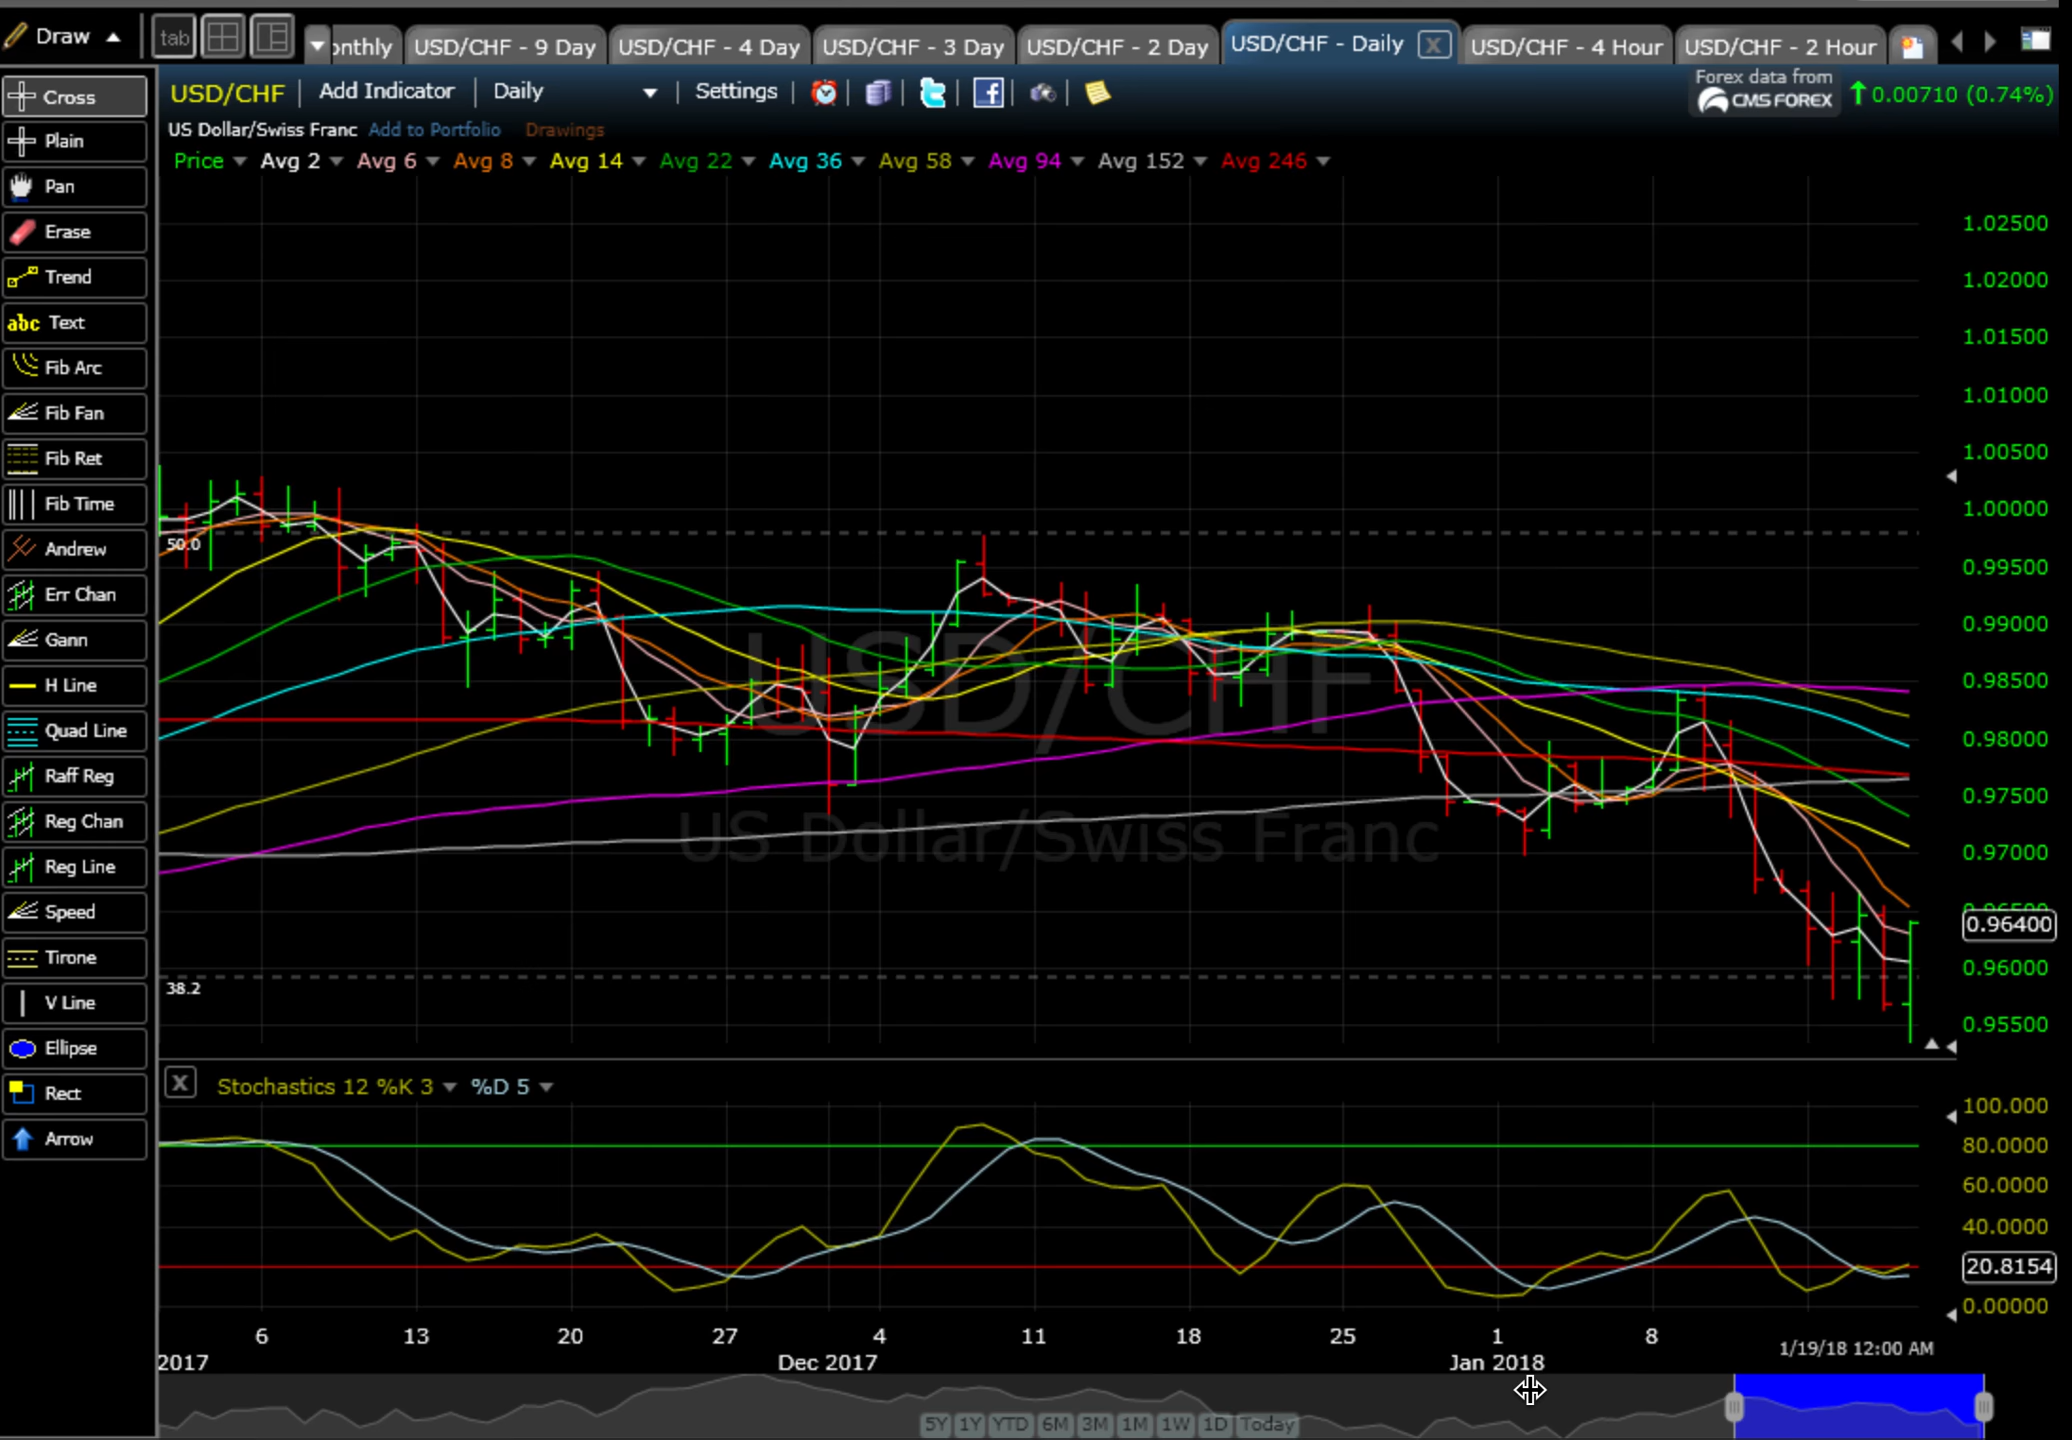 Draw
tab
onthly
USD/CHF - 9 Day
USD/CHF - 4 Day
USD/CHF - 3 Day
USD/CHF - 2 Day
USD/CHF - Daily
X
USD/CHF - 4 Hour
USD/CHF - 2 Hour
USD/CHF
Add Indicator
Daily
Settings
Forex data from
CMS FOREX
0.00710 (0.74%)
US Dollar/Swiss Franc Add to Portfolio Drawings
Price Avg 2 Avg 6 Avg 8 Avg 14 Avg 22 Avg 36 Avg 58 Avg 94 Avg 152 Avg 246
Cross
Plain
Pan
Erase
Trend
abc Text
Fib Arc
Fib Fan
Fib Ret
Fib Time
Andrew
Err Chan
Gann
H Line
Quad Line
Raff Reg
Reg Chan
Reg Line
Speed
Tirone
V Line
Ellipse
Rect
Arrow
USD/CHF
US Dollar/Swiss Franc
50.0
38.2
1.02500
1.02000
1.01500
1.01000
1.00500
1.00000
0.99500
0.99000
0.98500
0.98000
0.97500
0.97000
0.96500
0.96400
0.96000
0.95500
X Stochastics 12 %K 3 %D 5
100.000
80.0000
60.0000
40.0000
20.8154
0.00000
6 13 20 27 4 11 18 25 1 8
1/19/18 12:00 AM
2017 Dec 2017 Jan 2018
5Y 1Y YTD 6M 3M 1M 1W 1D Today